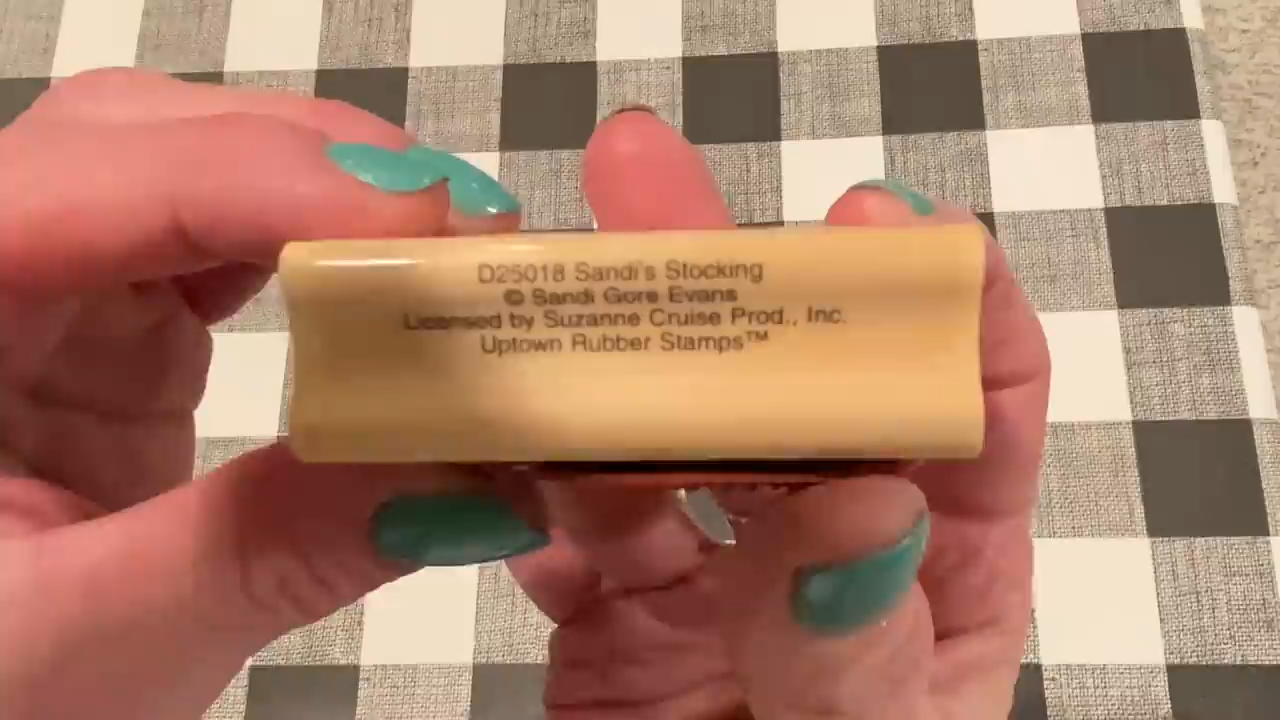 D25018 Sandi's Stocking
© Sandi Gore Evans
Licensed by Suzanne Cruise Prod., Inc.
Uptown Rubber Stamps™